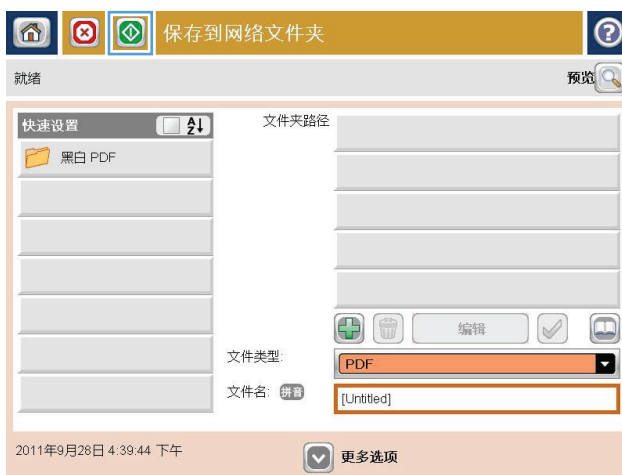 保存到网络文件夹
?
就绪
预览
快速设置
A
Z
文件夹路径
黑白 PDF
编辑
文件类型:
PDF
文件名: 拼音
[Untitled]
2011年9月28日 4:39:44 下午
更多选项